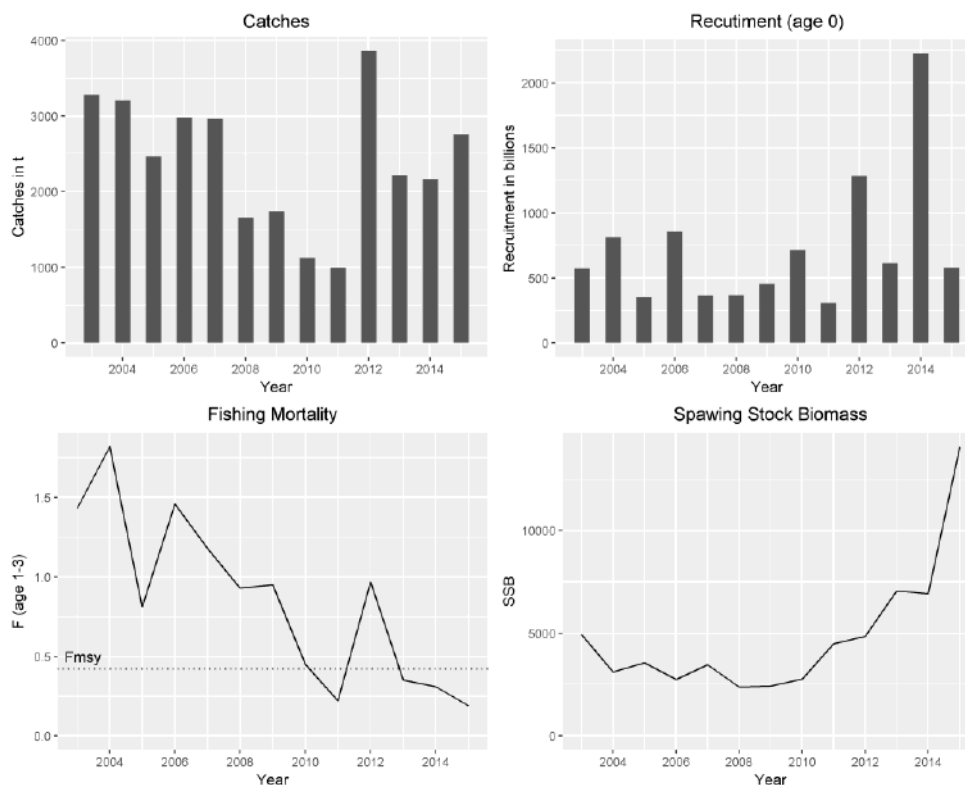 Catches
4000
3000
2000
1000
0
Catches in t
2004 2006 2008 2010 2012 2014
Year
Recutiment (age 0)
2000
1500
1000
500
0
Recruitment in billions
2004 2006 2008 2010 2012 2014
Year
Fishing Mortality
1.5
1.0
0.5
0.0
F (age 1-3)
Fmsy
2004 2006 2008 2010 2012 2014
Year
Spawing Stock Biomass
10000
5000
0
SSB
2004 2006 2008 2010 2012 2014
Year